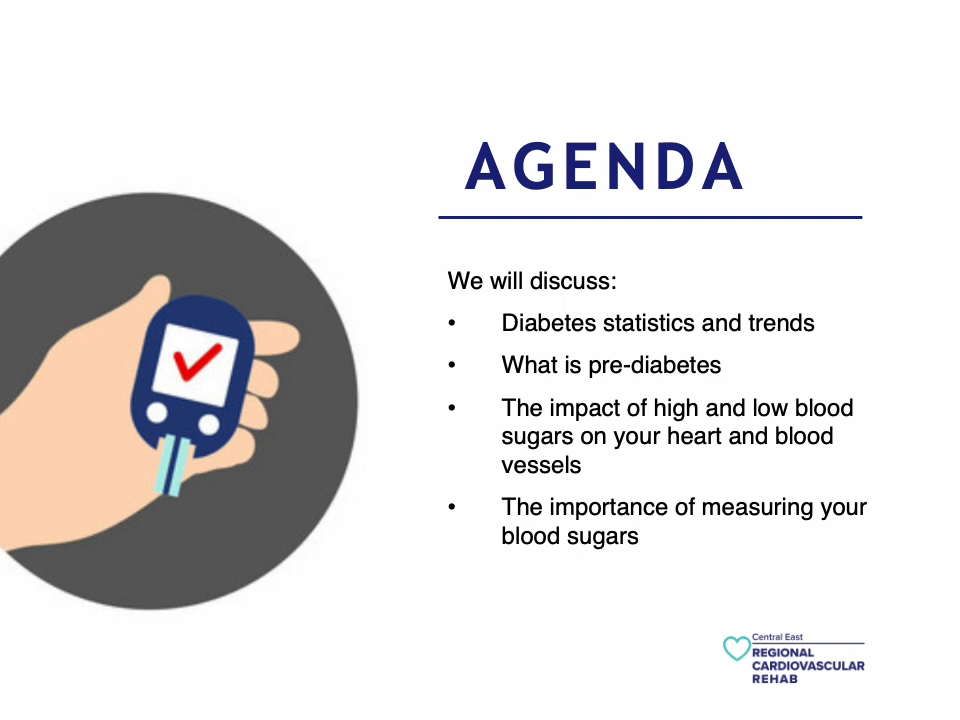 AGENDA
We will discuss:
• Diabetes statistics and trends
• What is pre-diabetes
• The impact of high and low blood
sugars on your heart and blood
vessels
• The importance of measuring your
blood sugars
Central East
REGIONAL
CARDIOVASCULAR
REHAB